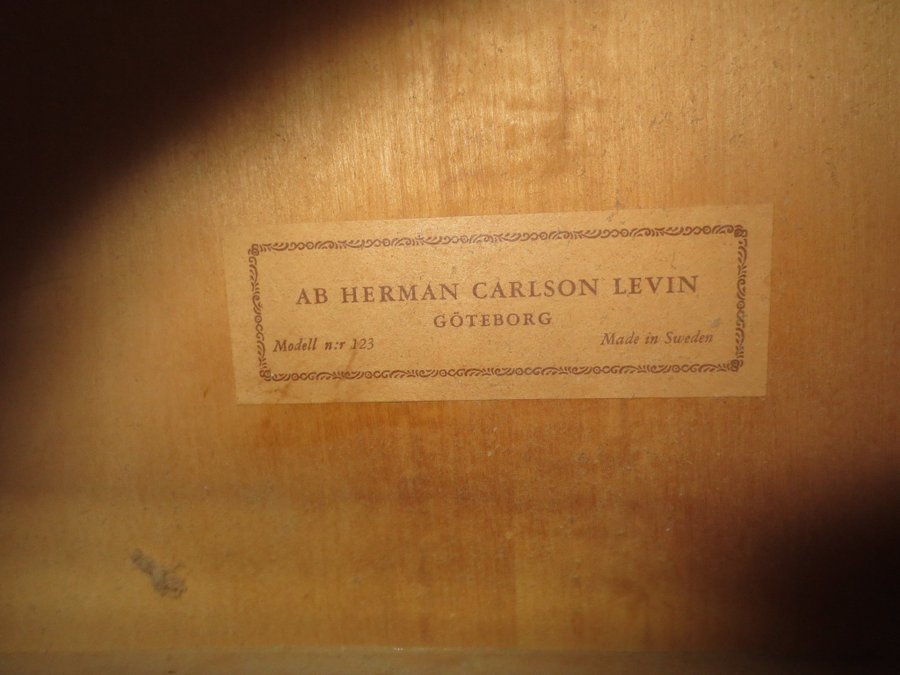 AB HERMAN CARLSON LEVIN
GÖTEBORG
Modell n:r 123 Made in Sweden